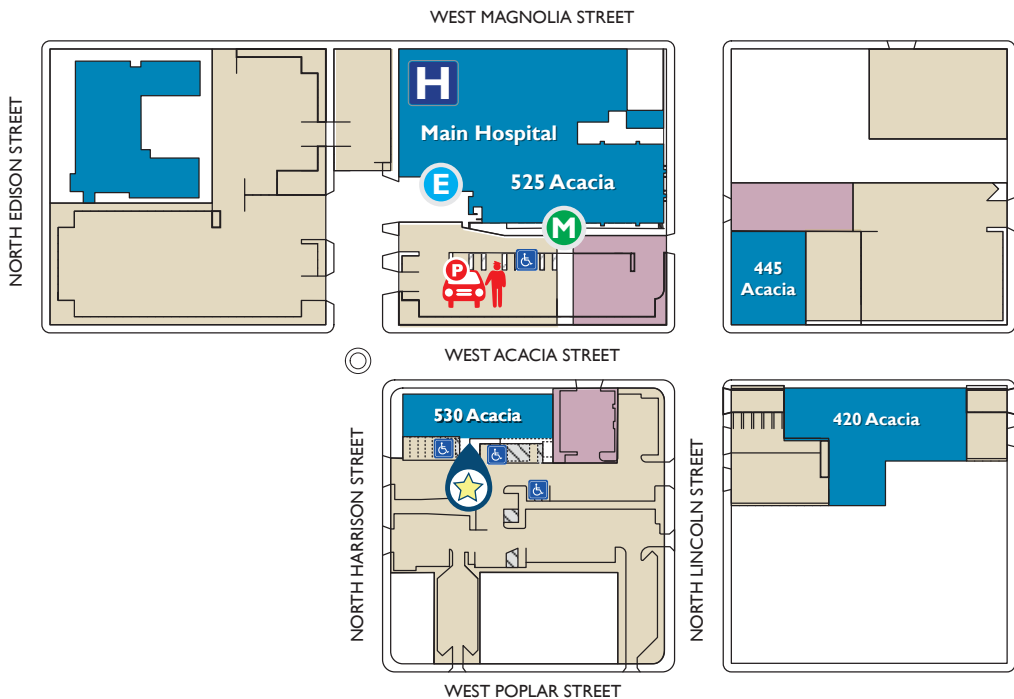 WEST MAGNOLIA STREET
H
Main Hospital
E
525 Acacia
M
P
NORTH EDISON STREET
445
Acacia
WEST ACACIA STREET
530 Acacia
420 Acacia
NORTH HARRISON STREET
NORTH LINCOLN STREET
WEST POPLAR STREET